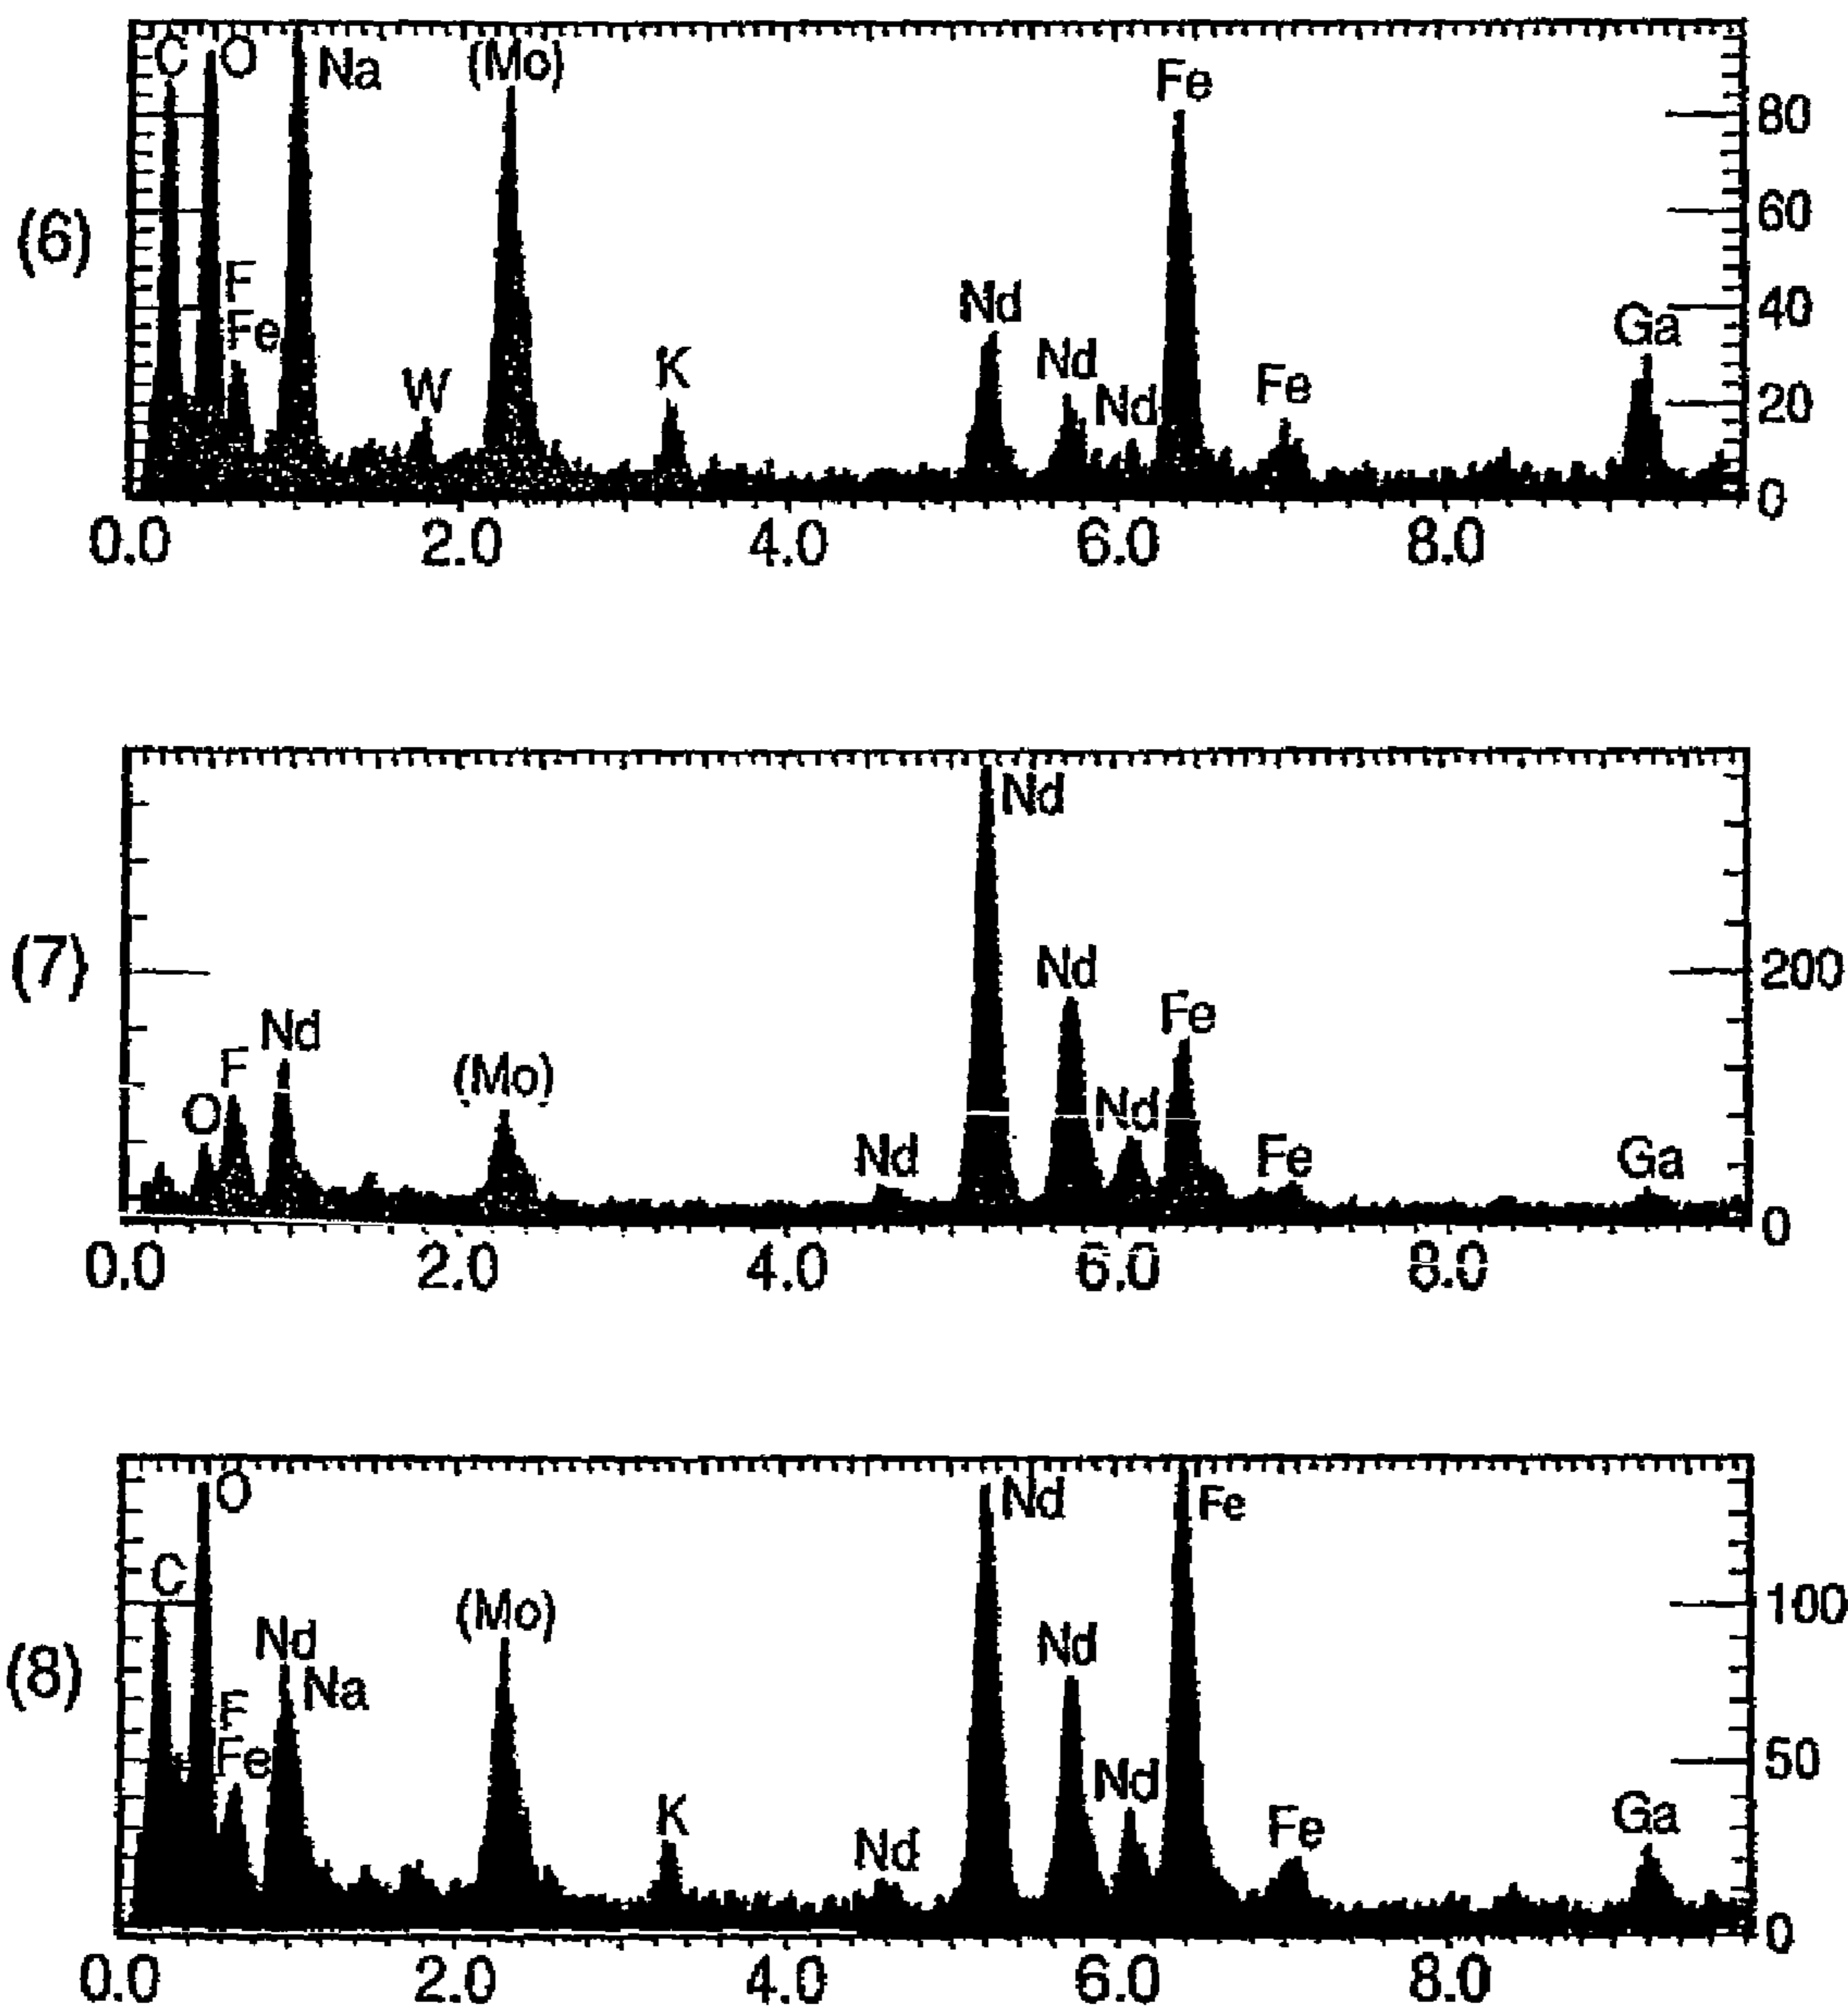 C O Na (Mo) Fe 80
60
(6)
F
Fe Nd 40
Ga
W K Nd Nd Fe 20
0
0.0 2.0 4.0 6.0 8.0
Nd
(7) Nd 200
F Nd (Mo) Fe
O Nd
Nd Fe Ga
0
0.0 2.0 4.0 6.0 8.0
O Nd Fe
C 100
(Mo)
(8) Nd Nd
Na
F
Fe 50
K Nd Nd Fe Ga
0
0.0 2.0 4.0 6.0 8.0